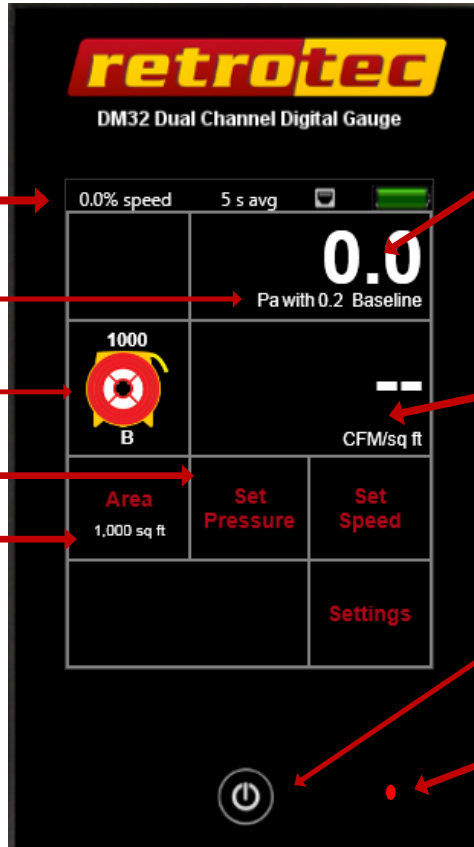 retrotec
DM32 Dual Channel Digital Gauge
0.0% speed 5 s avg
0.0
Pa with 0.2 Baseline
1000
B
--
CFM/sq ft
Area
1,000 sq ft
Set
Pressure
Set
Speed
Settings